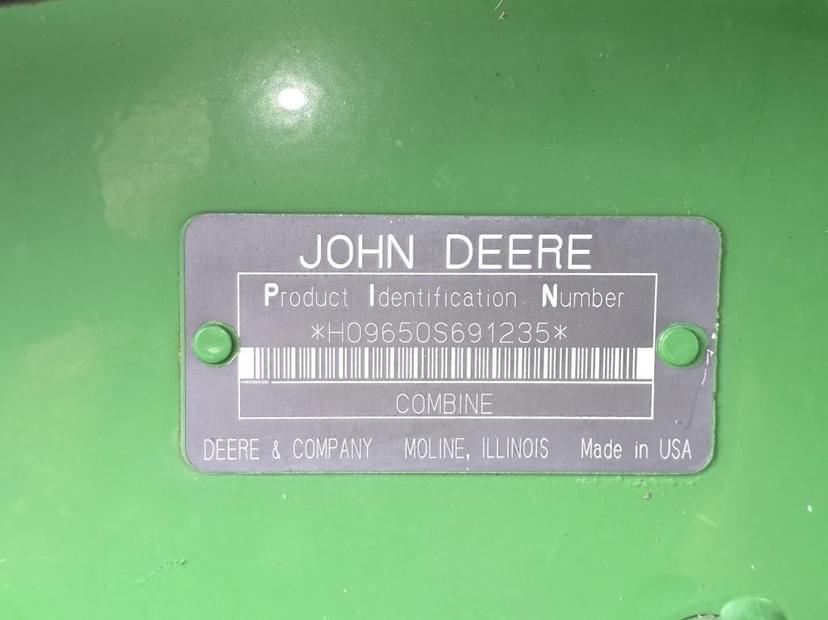 JOHN DEERE
Product Identification Number
*H09650S691235*
COMBINE
DEERE & COMPANY MOLINE, ILLINOIS Made in USA